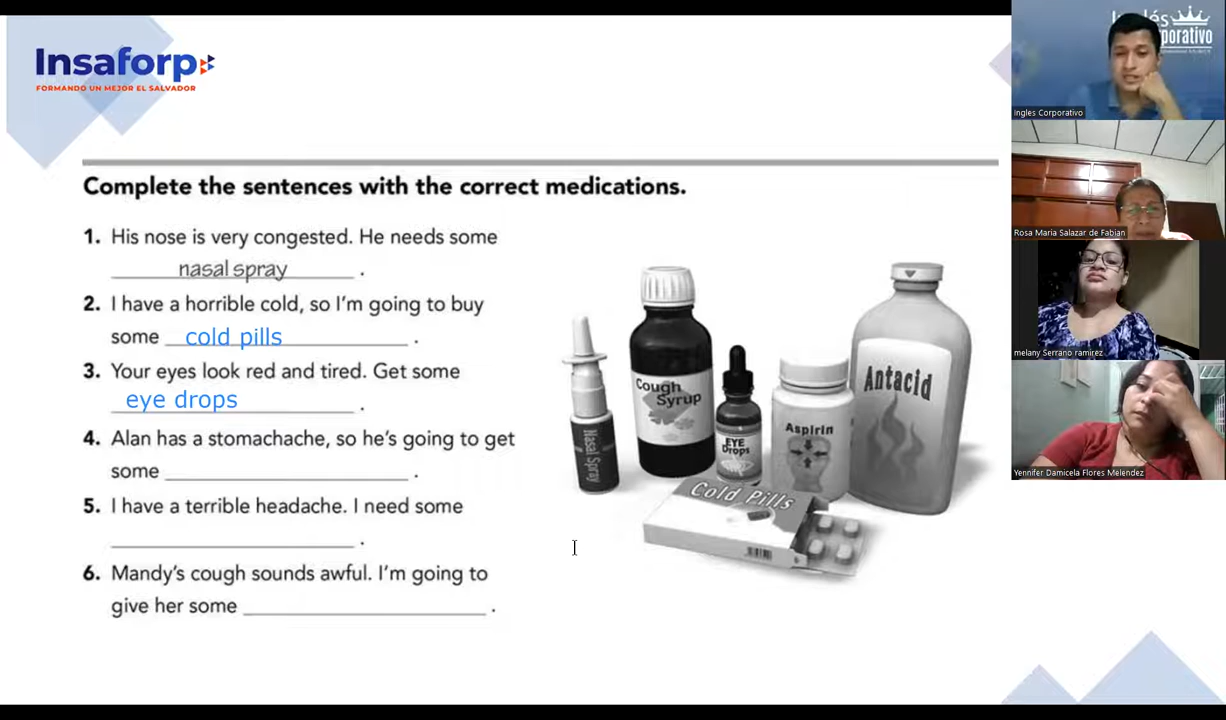 Insaforp
FORMANDO UN MEJOR EL SALVADOR
Complete the sentences with the correct medications.
1. His nose is very congested. He needs some
nasal spray .
2. I have a horrible cold, so I'm going to buy
some cold pills .
3. Your eyes look red and tired. Get some
eye drops .
4. Alan has a stomachache, so he's going to get
some ________ .
5. I have a terrible headache. I need some
________ .
6. Mandy's cough sounds awful. I'm going to
give her some ________ .
Nasal Spray
Cough
Syrup
EYE
Drops
Aspirin
Antacid
Cold Pills
Ingles Corporativo
Rosa Maria Salazar de Fabian
melany Serrano ramirez
Yennifer Damicela Flores Melendez